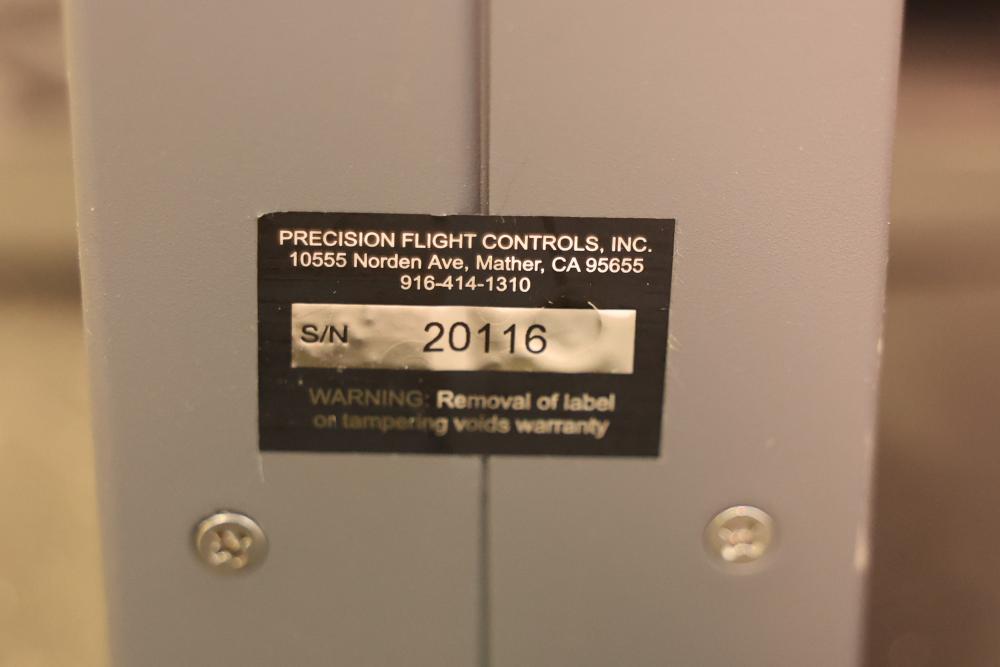 PRECISION FLIGHT CONTROLS, INC.
10555 Norden Ave, Mather, CA 95655
916-414-1310
S/N 20116
WARNING: Removal of label
or tampering voids warranty